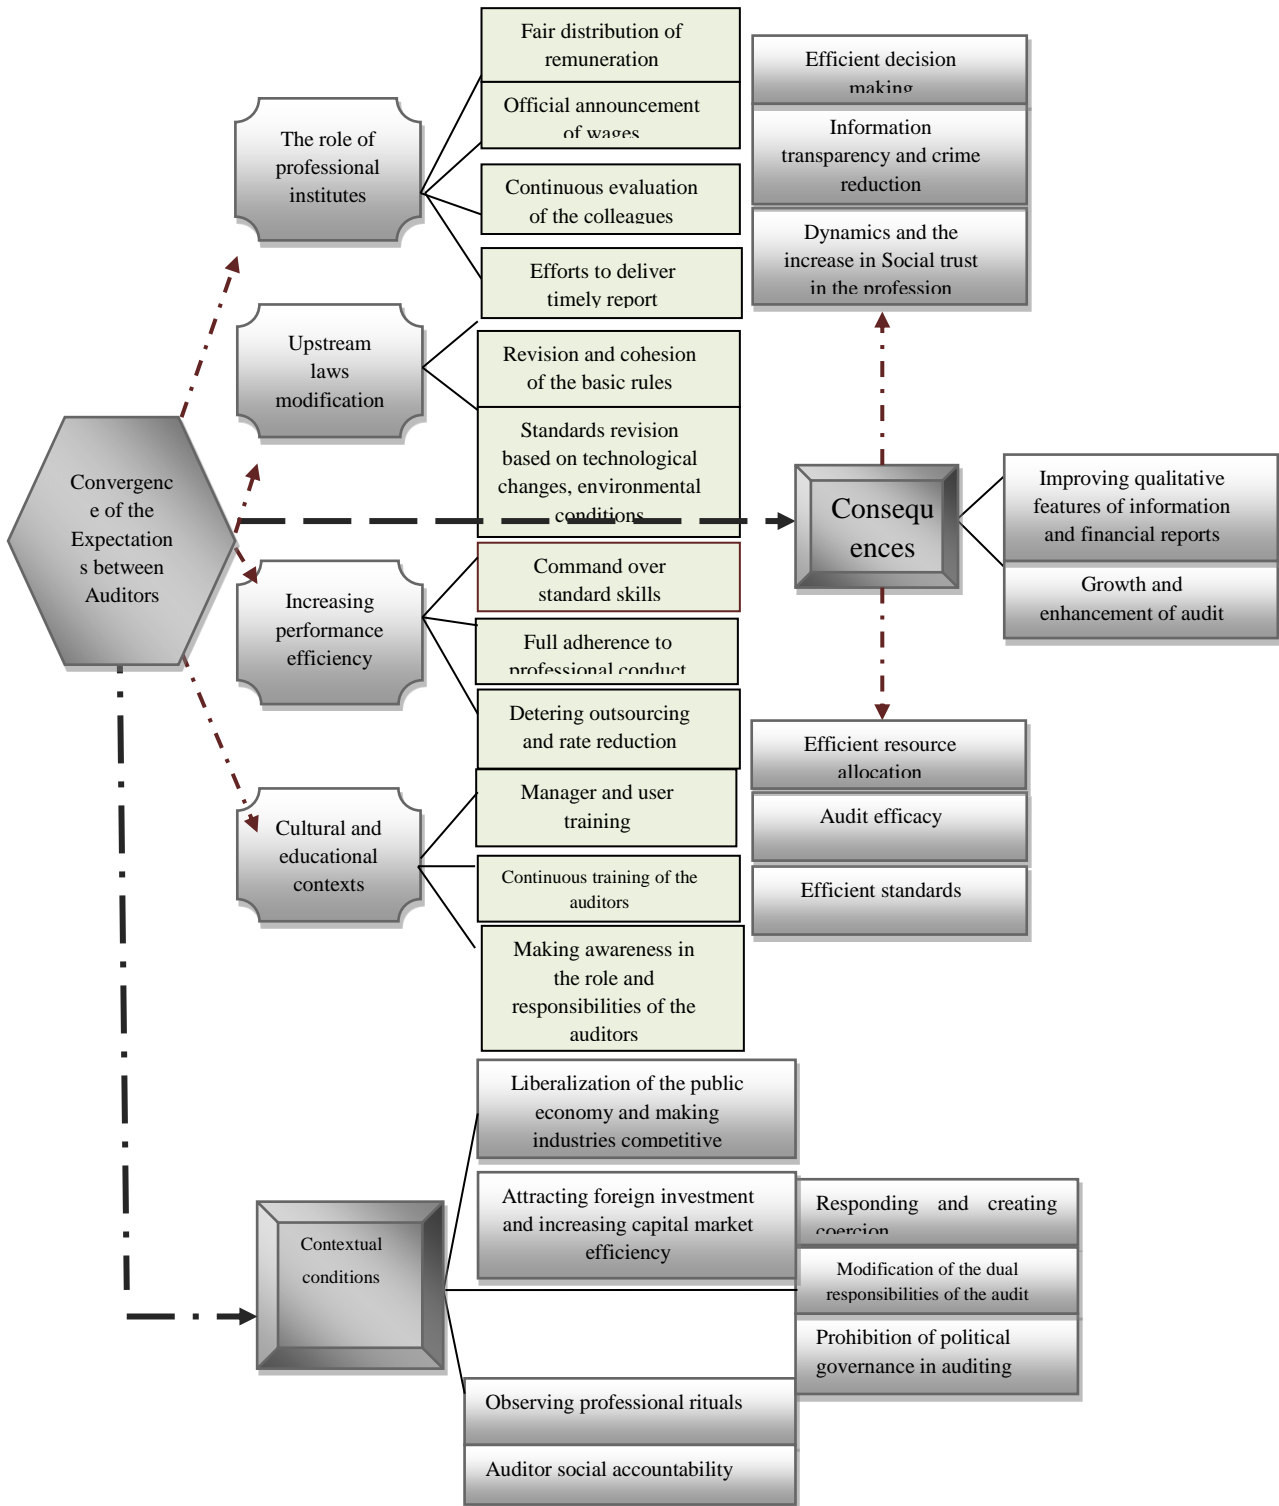 Fair distribution of
remuneration
Official announcement
of wages
Continuous evaluation
of the colleagues
Efforts to deliver
timely report
Efficient decision
making
Information
transparency and crime
reduction
Dynamics and the
increase in Social trust
in the profession
The role of
professional
institutes
Upstream
laws
modification
Revision and cohesion
of the basic rules
Standards revision
based on technological
changes, environmental
conditions
Convergenc
e of the
Expectation
s between
Auditors
Consequ
ences
Improving qualitative
features of information
and financial reports
Growth and
enhancement of audit
Increasing
performance
efficiency
Command over
standard skills
Full adherence to
professional conduct
Detering outsourcing
and rate reduction
Efficient resource
allocation
Audit efficacy
Efficient standards
Cultural and
educational
contexts
Manager and user
training
Continuous training of the
auditors
Making awareness in
the role and
responsibilities of the
auditors
Liberalization of the public
economy and making
industries competitive
Attracting foreign investment
and increasing capital market
efficiency
Responding and creating
coercion
Modification of the dual
responsibilities of the audit
Prohibition of political
governance in auditing
Contextual
conditions
Observing professional rituals
Auditor social accountability